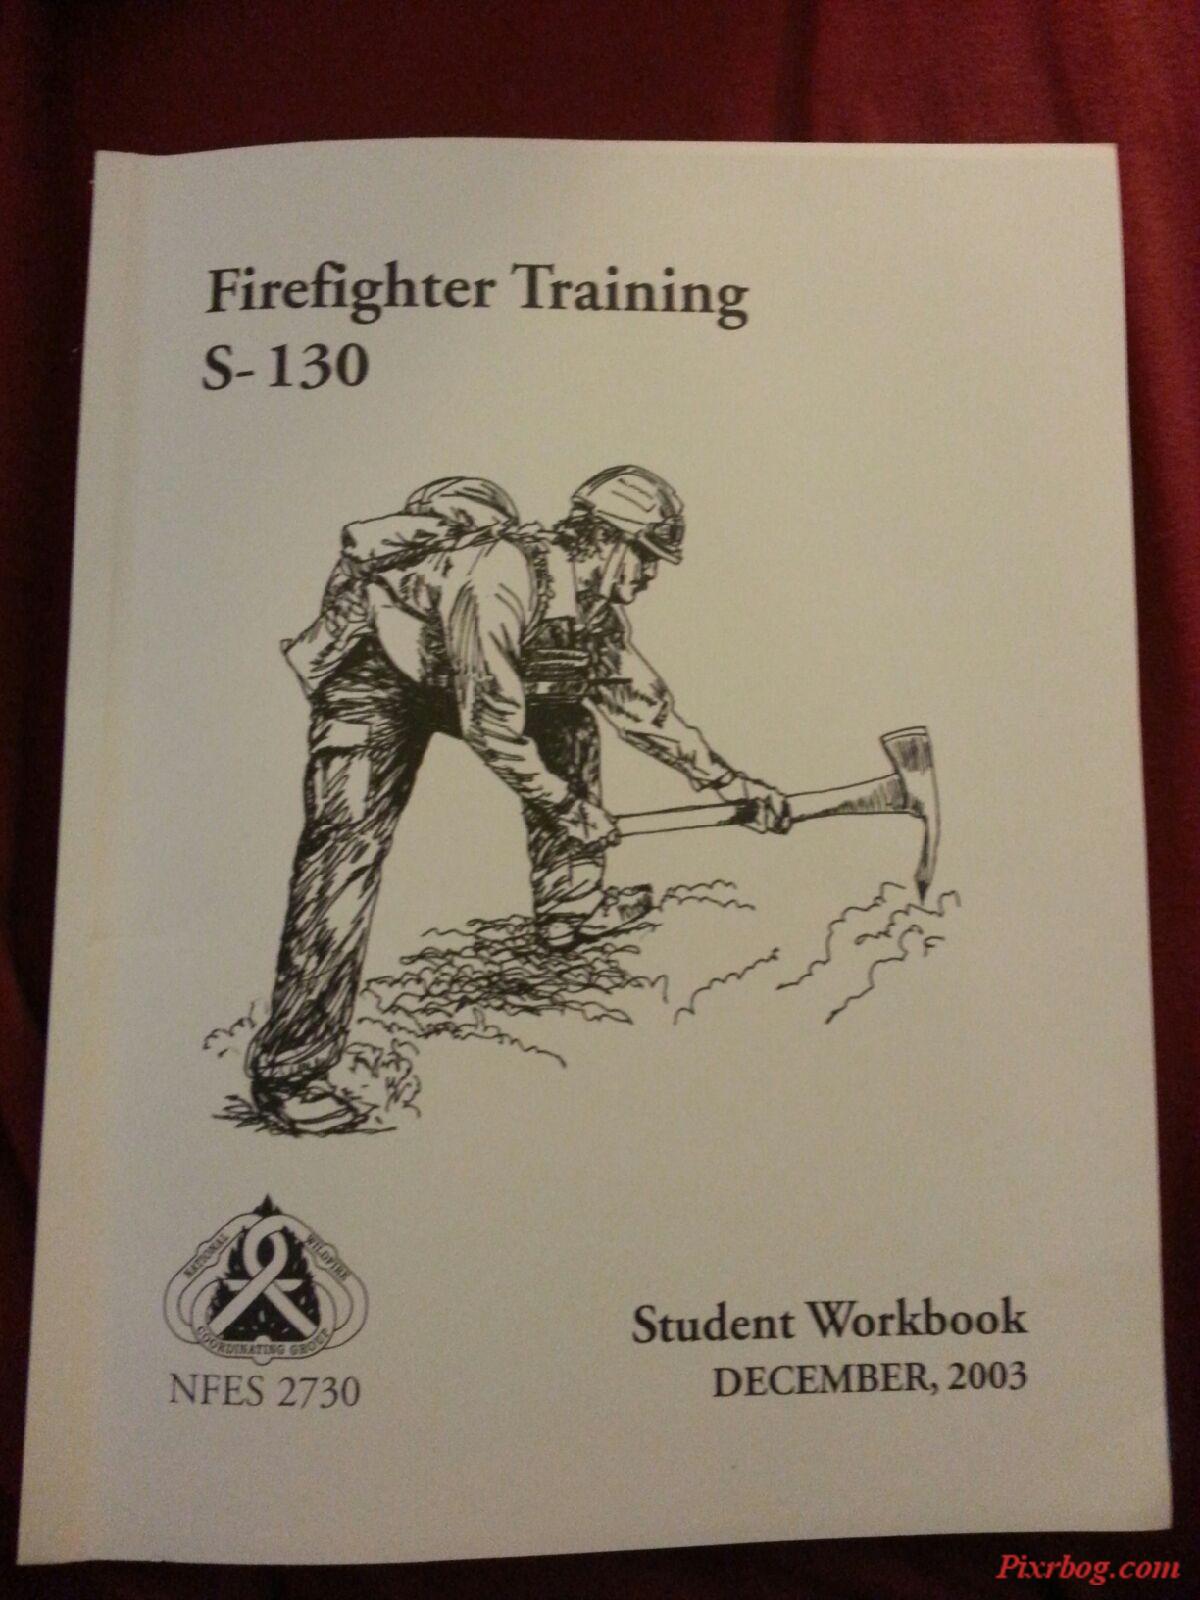 Firefighter Training
S-130
NATIONAL WILDFIRE
COORDINATING GROUP
NFES 2730
Student Workbook
DECEMBER, 2003
Pixrbog.com